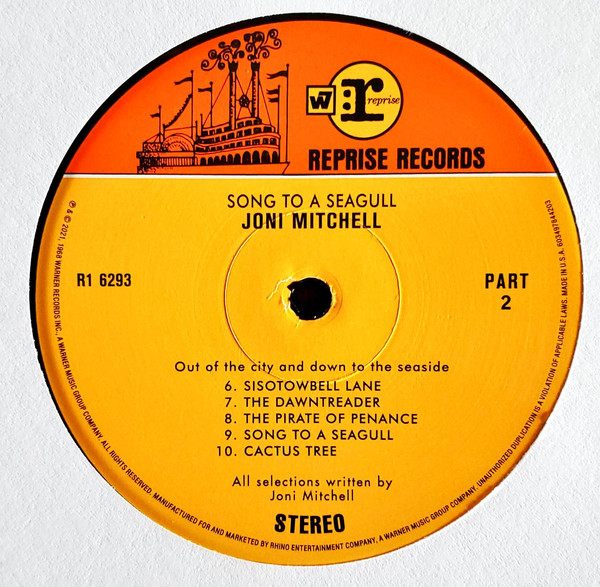 W7
r
reprise
REPRISE RECORDS
SONG TO A SEAGULL
JONI MITCHELL
R1 6293
PART
2
Out of the city and down to the seaside
6. SISOTOWBELL LANE
7. THE DAWNTREADER
8. THE PIRATE OF PENANCE
9. SONG TO A SEAGULL
10. CACTUS TREE
All selections written by
Joni Mitchell
STEREO
℗ & © 2021, 1968 WARNER RECORDS INC., A WARNER MUSIC GROUP COMPANY. ALL RIGHTS RESERVED. MANUFACTURED FOR AND MARKETED BY RHINO ENTERTAINMENT COMPANY, A WARNER MUSIC GROUP COMPANY. UNAUTHORIZED DUPLICATION IS A VIOLATION OF APPLICABLE LAWS. MADE IN U.S.A. 603497844203